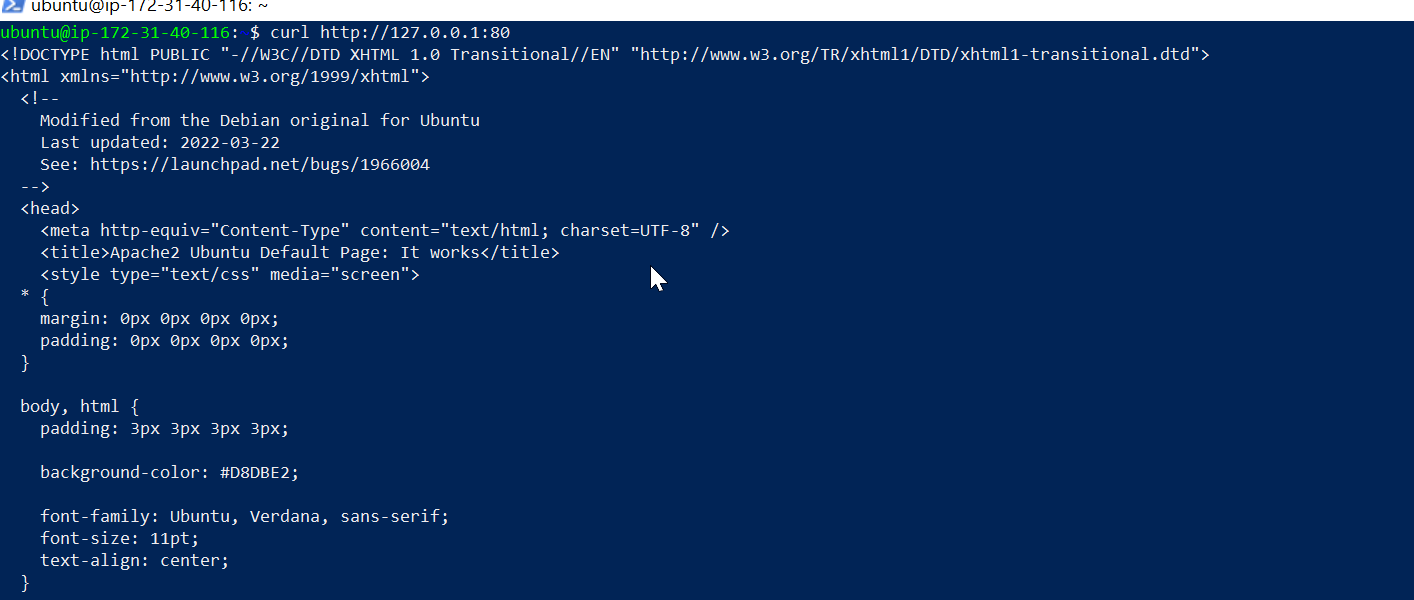 ubuntu@ip-172-31-40-116: ~
ubuntu@ip-172-31-40-116:~$ curl http://127.0.0.1:80
<!DOCTYPE html PUBLIC "-//W3C//DTD XHTML 1.0 Transitional//EN" "http://www.w3.org/TR/xhtml1/DTD/xhtml1-transitional.dtd">
<html xmlns="http://www.w3.org/1999/xhtml">
  <!--
    Modified from the Debian original for Ubuntu
    Last updated: 2022-03-22
    See: https://launchpad.net/bugs/1966004
  -->
  <head>
    <meta http-equiv="Content-Type" content="text/html; charset=UTF-8" />
    <title>Apache2 Ubuntu Default Page: It works</title>
    <style type="text/css" media="screen">
  * {
    margin: 0px 0px 0px 0px;
    padding: 0px 0px 0px 0px;
  }
  body, html {
    padding: 3px 3px 3px 3px;
    background-color: #D8DBE2;
    font-family: Ubuntu, Verdana, sans-serif;
    font-size: 11pt;
    text-align: center;
  }